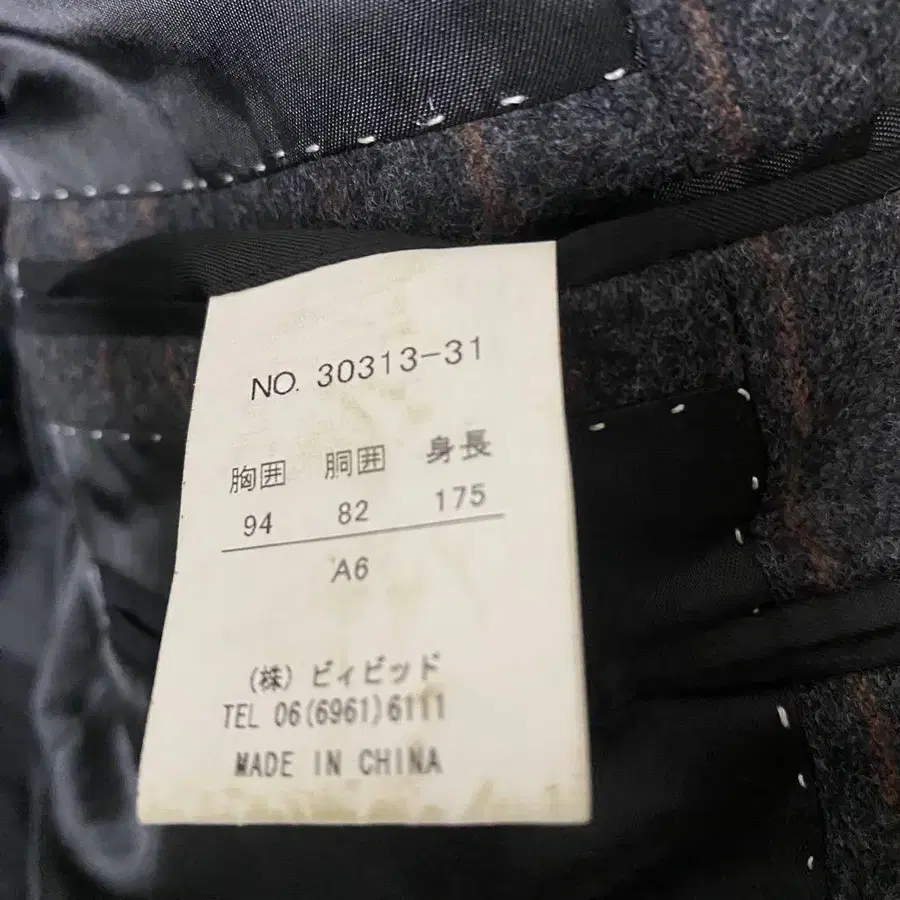 NO. 30313-31
胸囲 胴囲 身長
94 82 175
A6
(株) ビィビッド
TEL 06(6961)6111
MADE IN CHINA